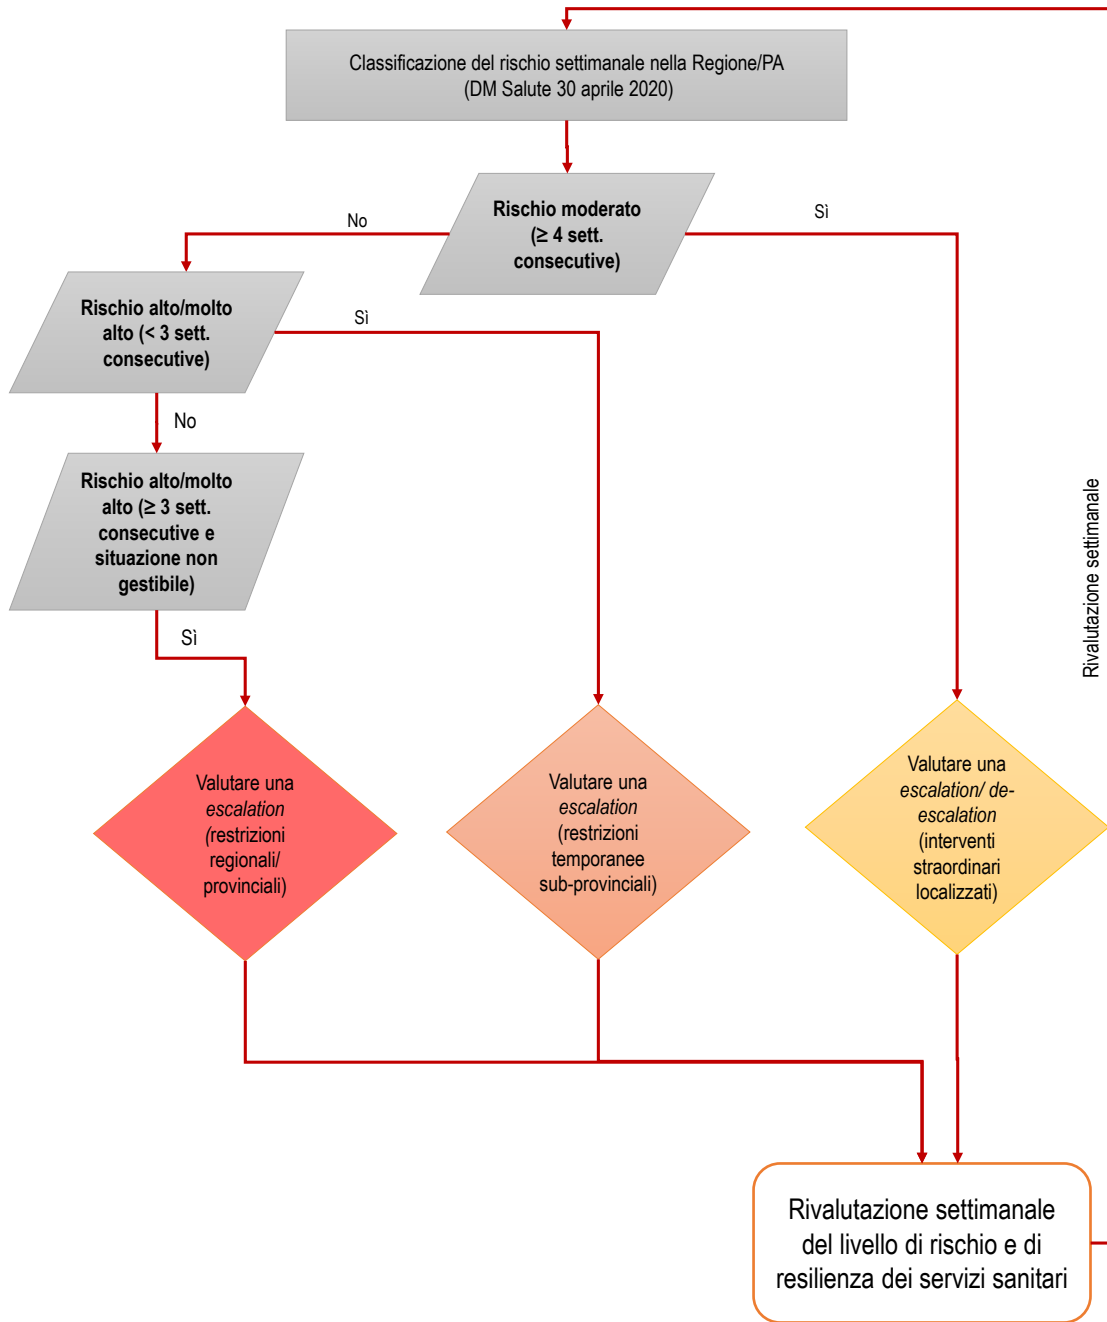 Classificazione del rischio settimanale nella Regione/PA
(DM Salute 30 aprile 2020)
Rischio moderato
(≥ 4 sett.
consecutive)
No
Sì
Rischio alto/molto
alto (< 3 sett.
consecutive)
Sì
No
Rischio alto/molto
alto (≥ 3 sett.
consecutive e
situazione non
gestibile)
Sì
Rivalutazione settimanale
Valutare una
escalation
(restrizioni
regionali/
provinciali)
Valutare una
escalation
(restrizioni
temporanee
sub-provinciali)
Valutare una
escalation/ de-
escalation
(interventi
straordinari
localizzati)
Rivalutazione settimanale
del livello di rischio e di
resilienza dei servizi sanitari